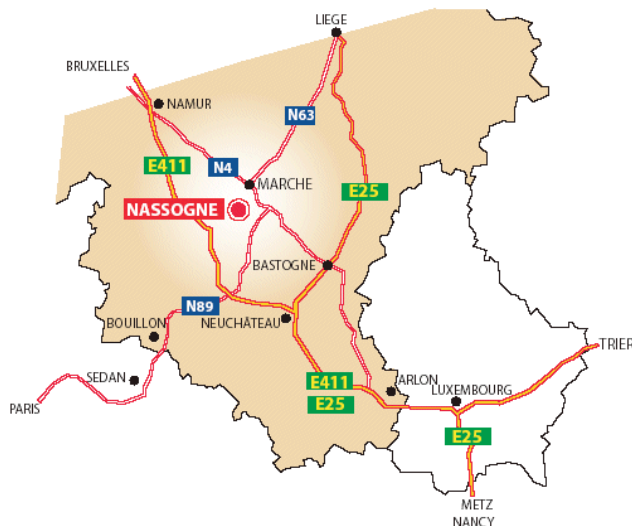 LIEGE
BRUXELLES
NAMUR
N63
E411
N4
MARCHE
E25
NASSOGNE
BASTOGNE
N89
NEUCHÂTEAU
BOUILLON
TRIER
SEDAN
E411
ARLON
LUXEMBOURG
E25
PARIS
E25
METZ
NANCY